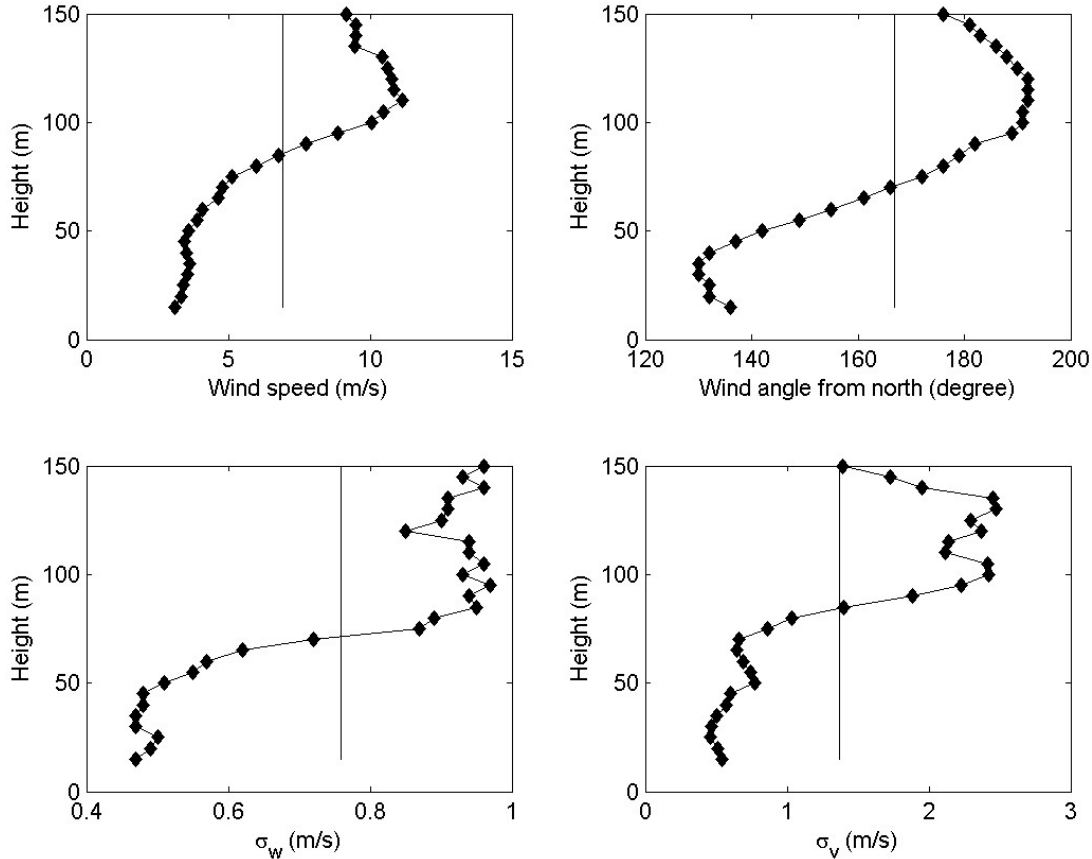 150
100
50
0
Height (m)
0 5 10 15
Wind speed (m/s)
150
100
50
0
Height (m)
120 140 160 180 200
Wind angle from north (degree)
150
100
50
0
Height (m)
0.4 0.6 0.8 1
σw (m/s)
150
100
50
0
Height (m)
0 1 2 3
σv (m/s)